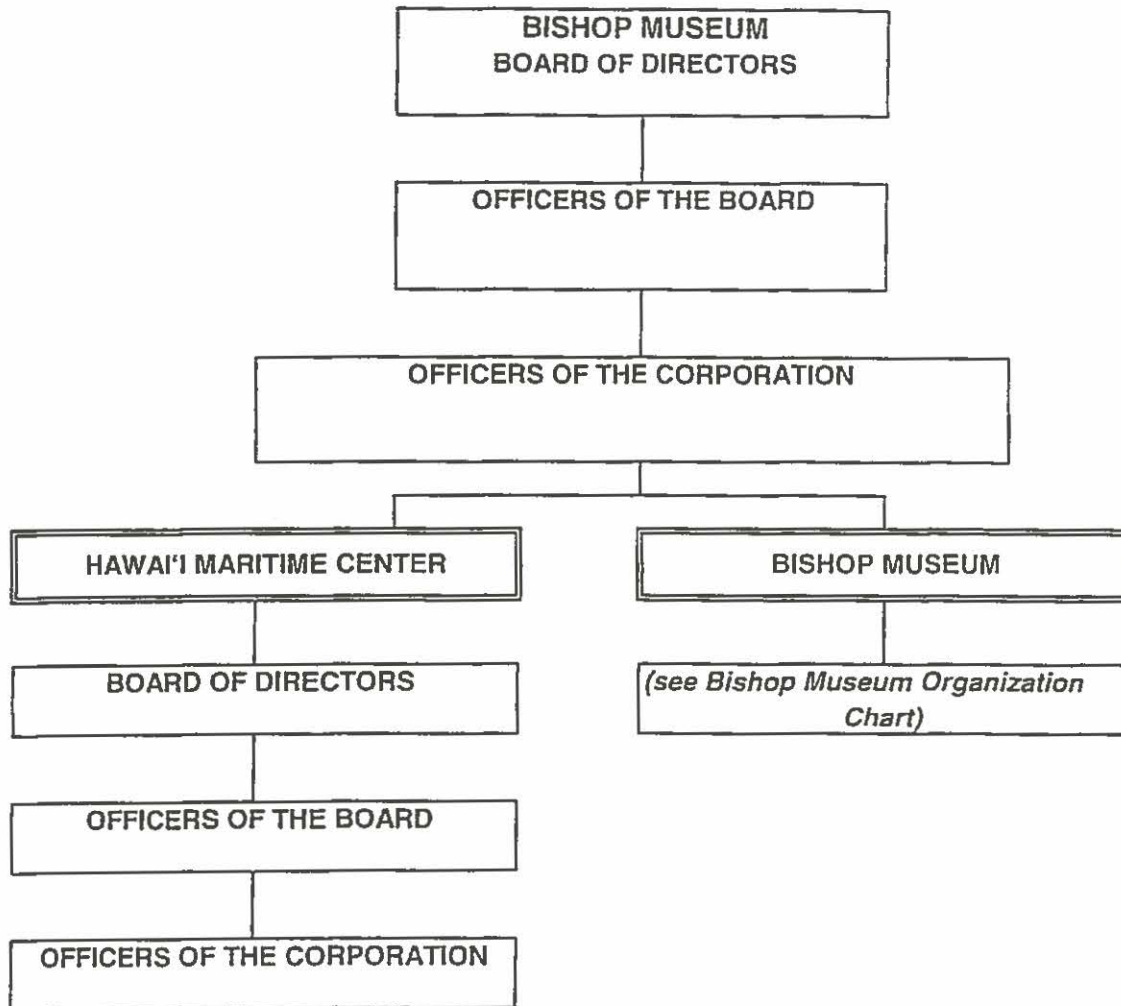 BISHOP MUSEUM
BOARD OF DIRECTORS
OFFICERS OF THE BOARD
OFFICERS OF THE CORPORATION
HAWAI'I MARITIME CENTER
BISHOP MUSEUM
BOARD OF DIRECTORS
(see Bishop Museum Organization
Chart)
OFFICERS OF THE BOARD
OFFICERS OF THE CORPORATION